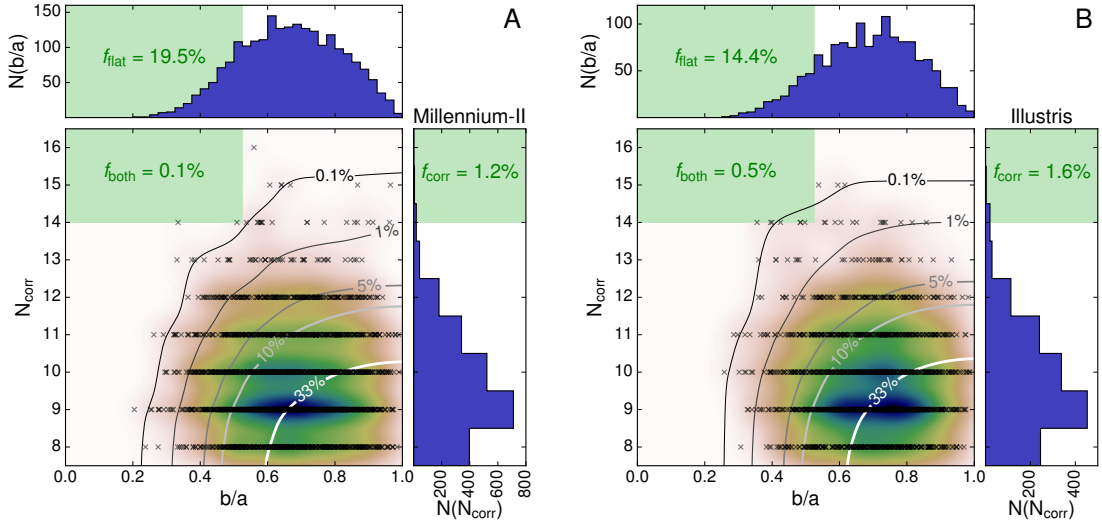 A
N(b/a)
150
100
50
f_flat = 19.5%
Millennium-II
N_corr
16
15
14
13
12
11
10
9
8
f_both = 0.1%
f_corr = 1.2%
0.1%
1%
5%
10%
33%
0.0 0.2 0.4 0.6 0.8 1.0
b/a
0 200 400 600 800
N(N_corr)
B
N(b/a)
100
50
f_flat = 14.4%
Illustris
N_corr
16
15
14
13
12
11
10
9
8
f_both = 0.5%
f_corr = 1.6%
0.1%
1%
5%
10%
33%
0.0 0.2 0.4 0.6 0.8 1.0
b/a
0 200 400
N(N_corr)